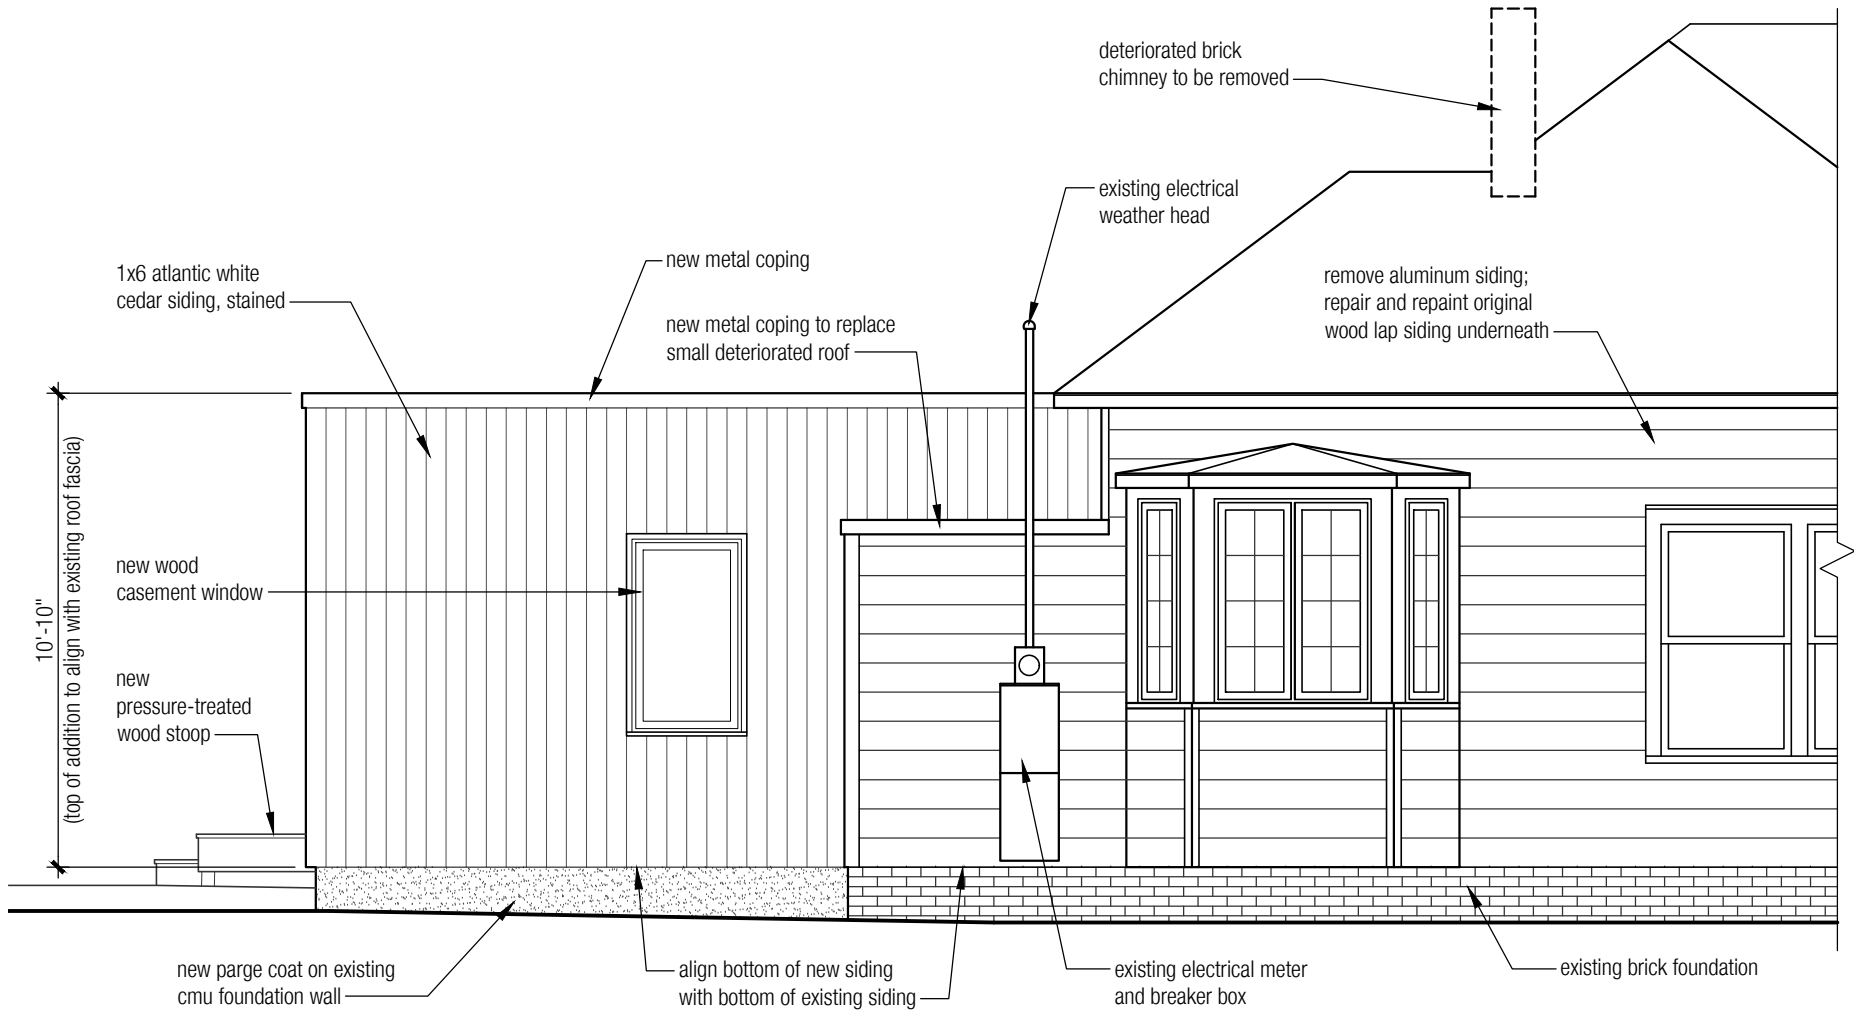 deteriorated brick
chimney to be removed
existing electrical
weather head
new metal coping
1x6 atlantic white
cedar siding, stained
remove aluminum siding;
repair and repaint original
wood lap siding underneath
new metal coping to replace
small deteriorated roof
10'-10"
(top of addition to align with existing roof fascia)
new wood
casement window
new
pressure-treated
wood stoop
new parge coat on existing
cmu foundation wall
align bottom of new siding
with bottom of existing siding
existing electrical meter
and breaker box
existing brick foundation